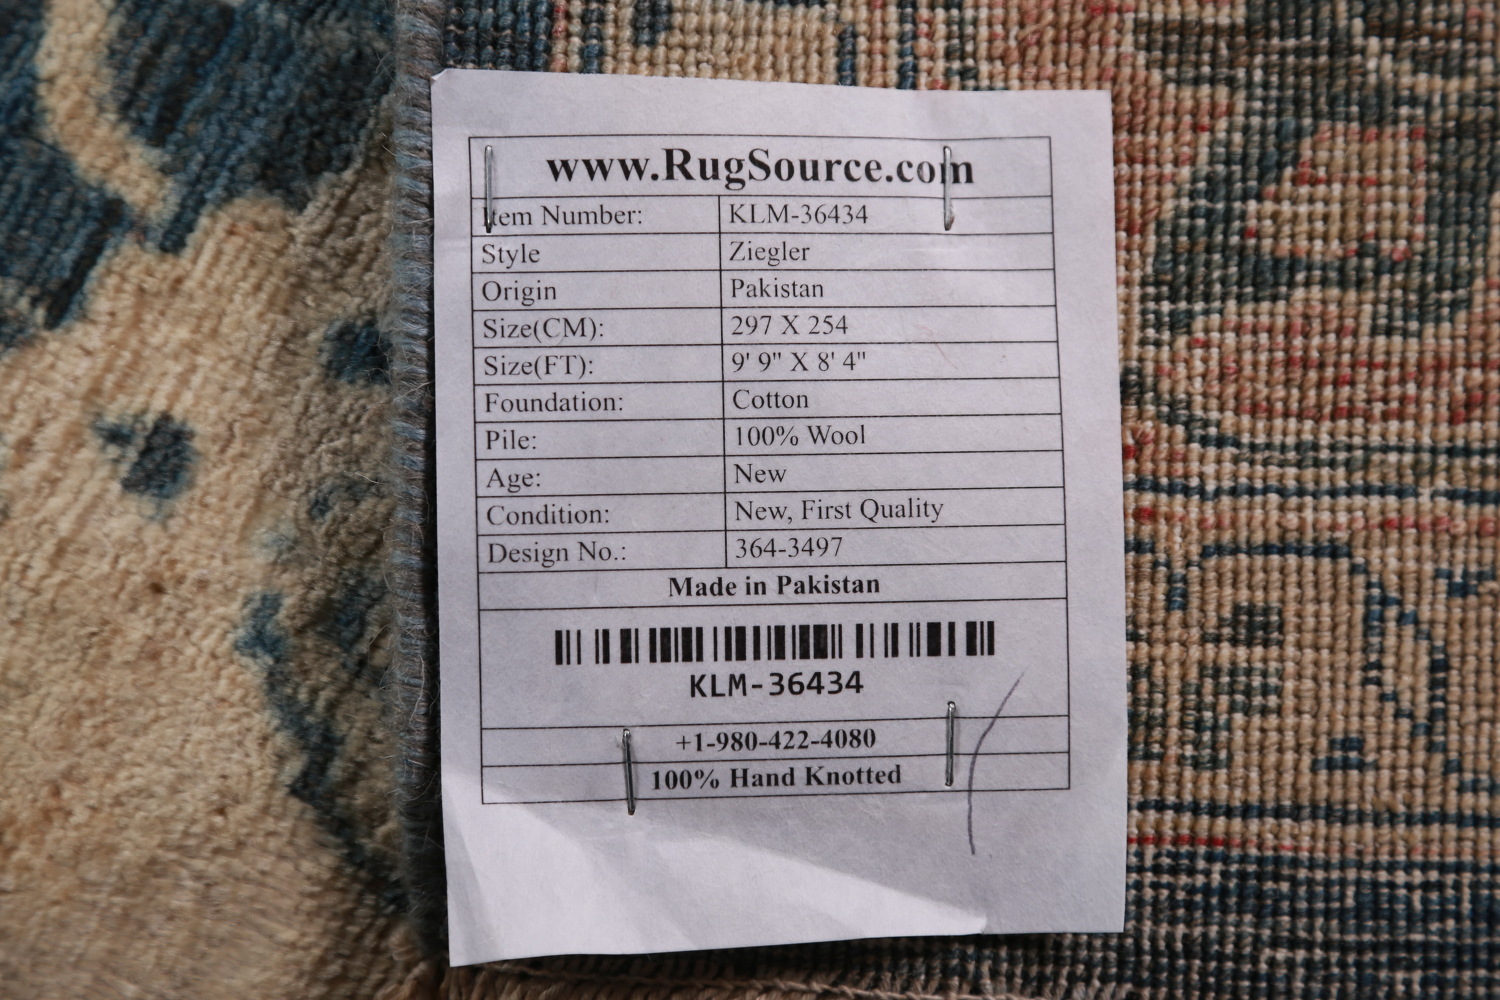 www.RugSource.com
Item Number: KLM-36434
Style Ziegler
Origin Pakistan
Size(CM): 297 X 254
Size(FT): 9' 9" X 8' 4"
Foundation: Cotton
Pile: 100% Wool
Age: New
Condition: New, First Quality
Design No.: 364-3497
Made in Pakistan
KLM-36434
+1-980-422-4080
100% Hand Knotted